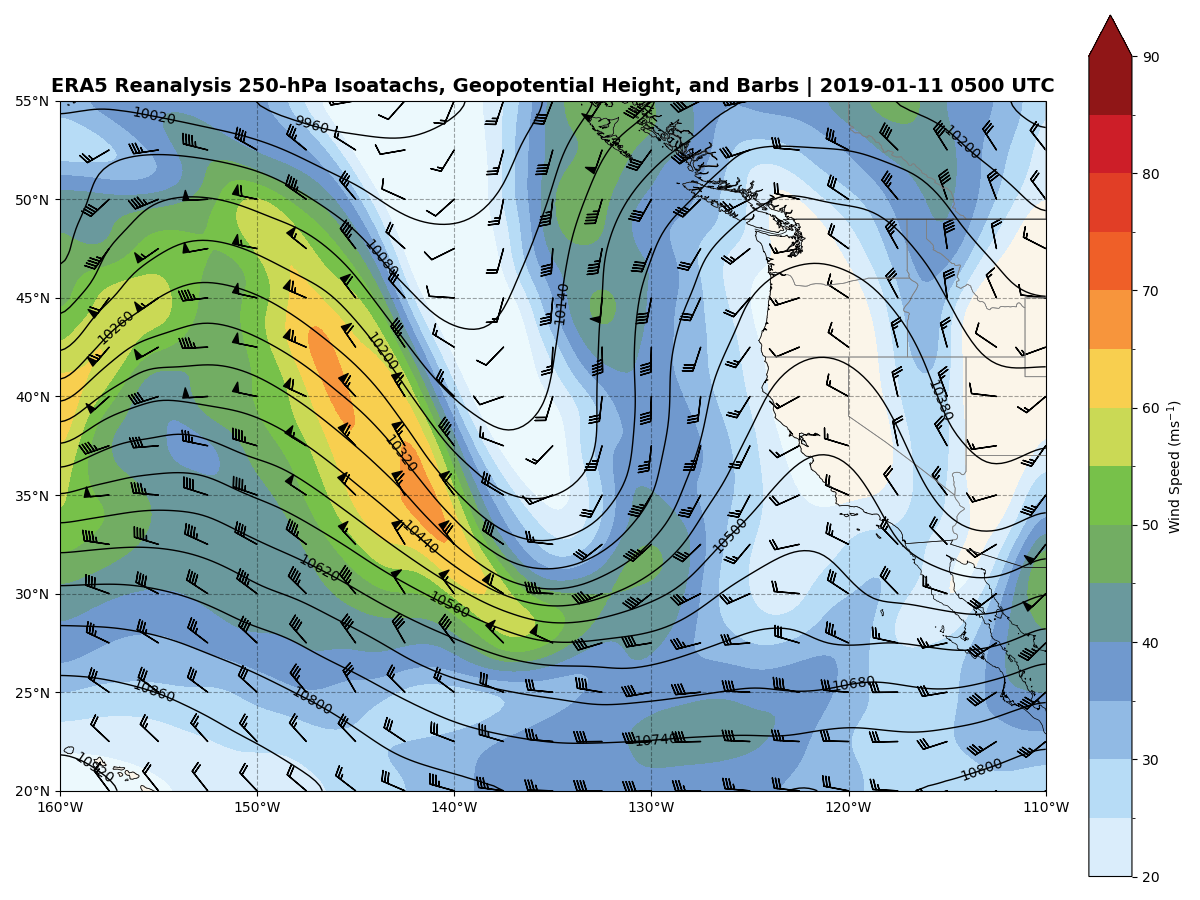 ERA5 Reanalysis 250-hPa Isoatachs, Geopotential Height, and Barbs | 2019-01-11 0500 UTC
55°N
50°N
45°N
40°N
35°N
30°N
25°N
20°N
160°W
150°W
140°W
130°W
120°W
110°W
10020
9960
10200
10080
10140
10260
10200
10380
10320
10440
10500
10620
10560
10860
10800
10680
10740
10920
10800
90
80
70
60
50
40
30
20
Wind Speed (ms⁻¹)